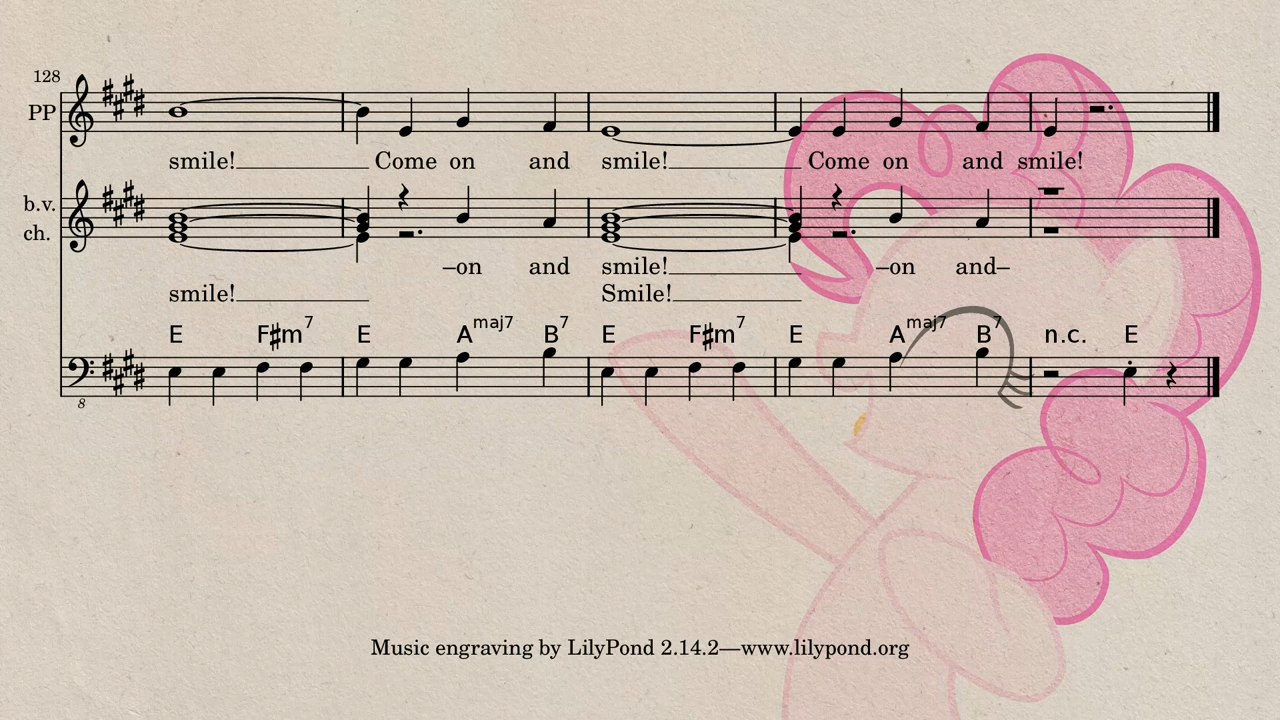 128
PP
smile! Come on and smile! Come on and smile!
b.v.
ch.
–on and smile! –on and–
smile! Smile!
E F♯m7 E Amaj7 B7 E F♯m7 E Amaj7 B7 n.c. E
8
Music engraving by LilyPond 2.14.2—www.lilypond.org